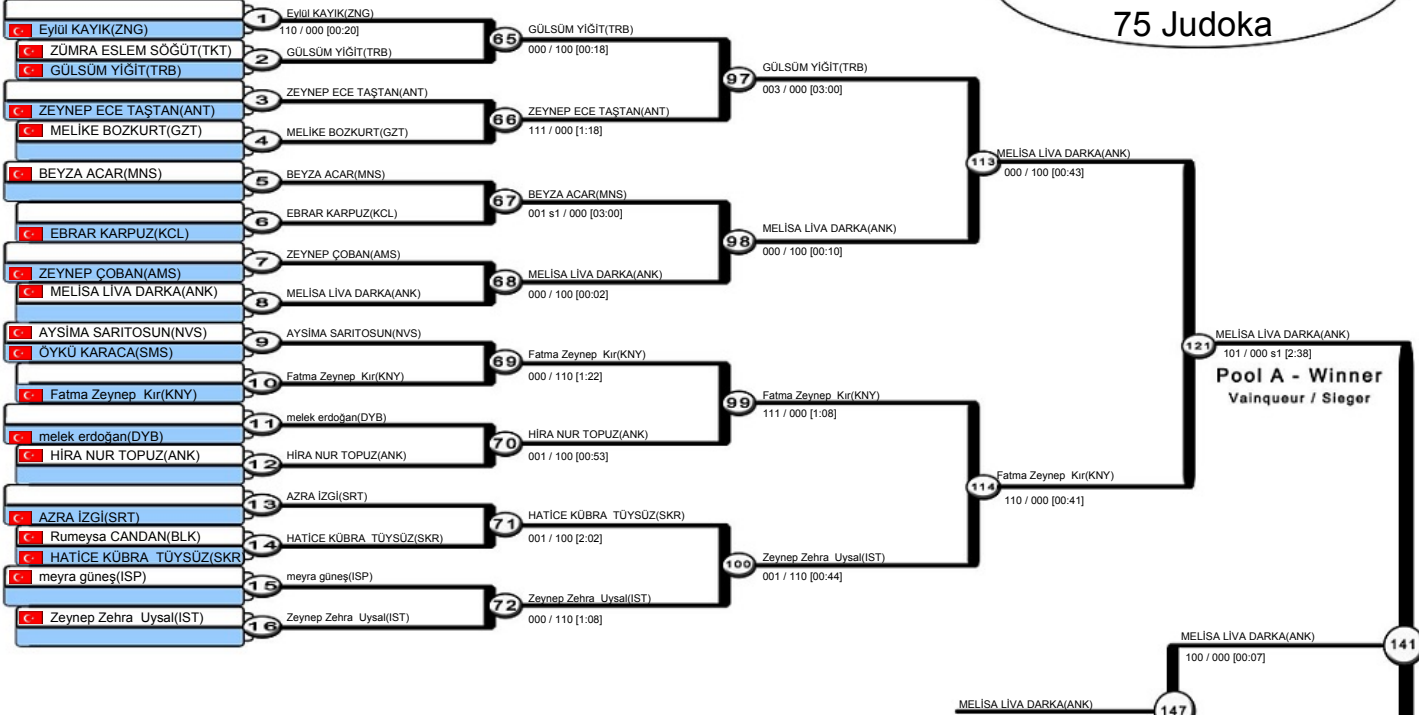 75 Judoka
Eylül KAYIK(ZNG)
ZÜMRA ESLEM SÖĞÜT(TKT)
GÜLSÜM YİĞİT(TRB)
ZEYNEP ECE TAŞTAN(ANT)
MELİKE BOZKURT(GZT)
BEYZA ACAR(MNS)
EBRAR KARPUZ(KCL)
ZEYNEP ÇOBAN(AMS)
MELİSA LİVA DARKA(ANK)
AYSİMA SARITOSUN(NVS)
ÖYKÜ KARACA(SMS)
Fatma Zeynep Kır(KNY)
melek erdoğan(DYB)
HİRA NUR TOPUZ(ANK)
AZRA İZGİ(SRT)
Rumeysa CANDAN(BLK)
HATİCE KÜBRA TÜYSÜZ(SKR
meyra güneş(ISP)
Zeynep Zehra Uysal(IST)
1
Eylül KAYIK(ZNG)
110 / 000 [00:20]
2
GÜLSÜM YİĞİT(TRB)
3
ZEYNEP ECE TAŞTAN(ANT)
4
MELİKE BOZKURT(GZT)
5
BEYZA ACAR(MNS)
6
EBRAR KARPUZ(KCL)
7
ZEYNEP ÇOBAN(AMS)
8
MELİSA LİVA DARKA(ANK)
9
AYSİMA SARITOSUN(NVS)
10
Fatma Zeynep Kır(KNY)
11
melek erdoğan(DYB)
12
HİRA NUR TOPUZ(ANK)
13
AZRA İZGİ(SRT)
14
HATİCE KÜBRA TÜYSÜZ(SKR)
15
meyra güneş(ISP)
16
Zeynep Zehra Uysal(IST)
65
GÜLSÜM YİĞİT(TRB)
000 / 100 [00:18]
66
ZEYNEP ECE TAŞTAN(ANT)
111 / 000 [1:18]
67
BEYZA ACAR(MNS)
001 s1 / 000 [03:00]
68
MELİSA LİVA DARKA(ANK)
000 / 100 [00:02]
69
Fatma Zeynep Kır(KNY)
000 / 110 [1:22]
70
HİRA NUR TOPUZ(ANK)
001 / 100 [00:53]
71
HATİCE KÜBRA TÜYSÜZ(SKR)
001 / 100 [2:02]
72
Zeynep Zehra Uysal(IST)
000 / 110 [1:08]
97
GÜLSÜM YİĞİT(TRB)
003 / 000 [03:00]
98
MELİSA LİVA DARKA(ANK)
000 / 100 [00:10]
99
Fatma Zeynep Kır(KNY)
111 / 000 [1:08]
100
Zeynep Zehra Uysal(IST)
001 / 110 [00:44]
113
MELİSA LİVA DARKA(ANK)
000 / 100 [00:43]
114
Fatma Zeynep Kır(KNY)
110 / 000 [00:41]
121
MELİSA LİVA DARKA(ANK)
101 / 000 s1 [2:38]
Pool A - Winner
Vainqueur / Sieger
MELİSA LİVA DARKA(ANK)
100 / 000 [00:07]
141
MELİSA LİVA DARKA(ANK)
147